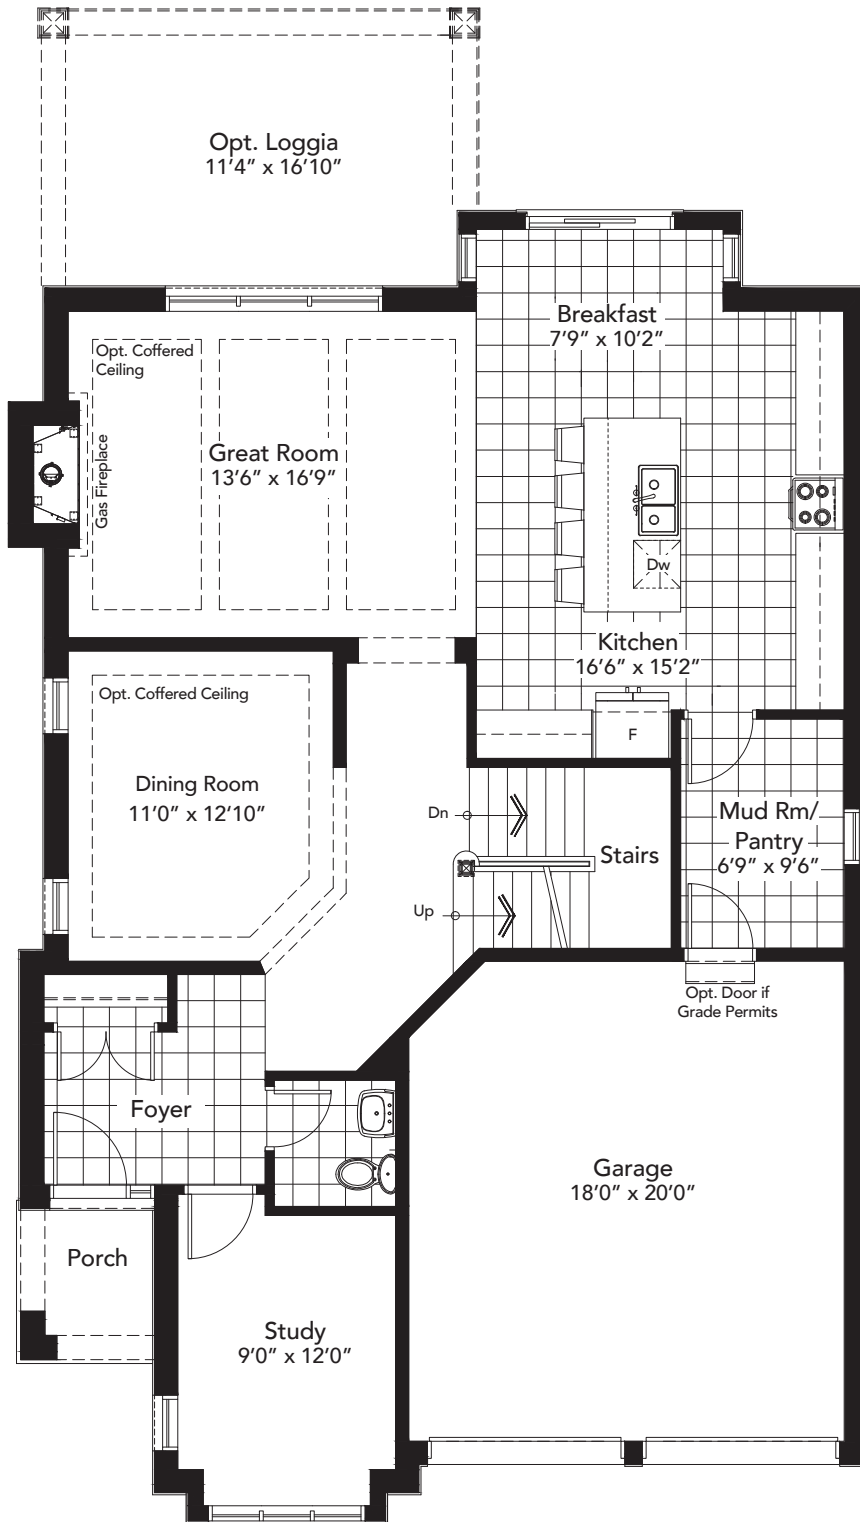 Opt. Loggia
11'4" x 16'10"
Breakfast
7'9" x 10'2"
Opt. Coffered
Ceiling
Great Room
13'6" x 16'9"
Gas Fireplace
Dw
Kitchen
16'6" x 15'2"
F
Opt. Coffered Ceiling
Dining Room
11'0" x 12'10"
Dn
Up
Stairs
Mud Rm/
Pantry
6'9" x 9'6"
Opt. Door if
Grade Permits
Foyer
Garage
18'0" x 20'0"
Porch
Study
9'0" x 12'0"